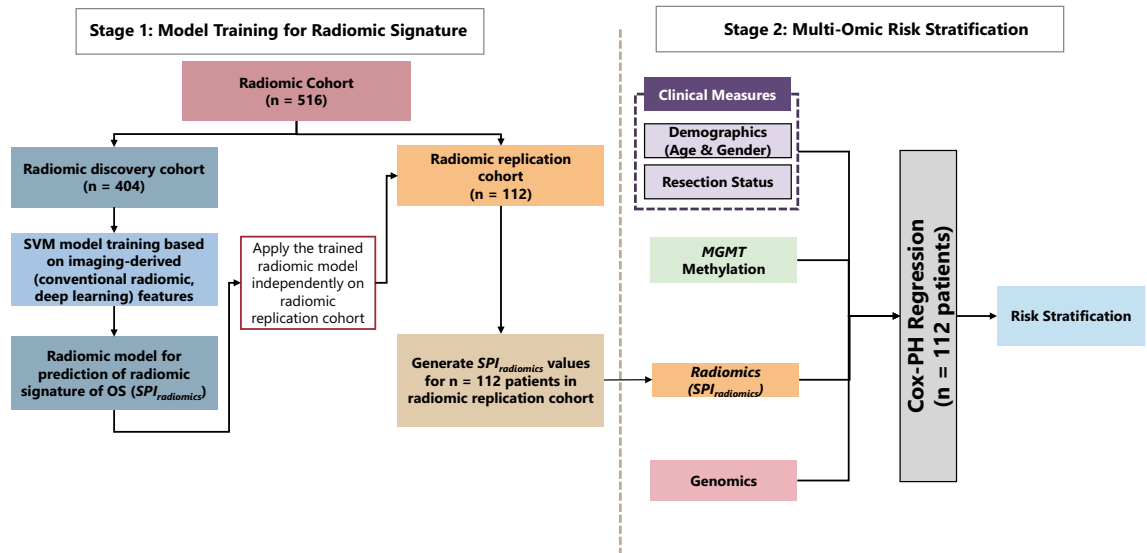 Stage 1: Model Training for Radiomic Signature
Radiomic Cohort
(n = 516)
Radiomic discovery cohort
(n = 404)
Radiomic replication
cohort
(n = 112)
SVM model training based
on imaging-derived
(conventional radiomic,
deep learning) features
Apply the trained
radiomic model
independently on
radiomic
replication cohort
Radiomic model for
prediction of radiomic
signature of OS (SPIradiomics)
Generate SPIradiomics values
for n = 112 patients in
radiomic replication cohort
Stage 2: Multi-Omic Risk Stratification
Clinical Measures
Demographics
(Age & Gender)
Resection Status
MGMT
Methylation
Radiomics
(SPIradiomics)
Genomics
Cox-PH Regression
(n = 112 patients)
Risk Stratification